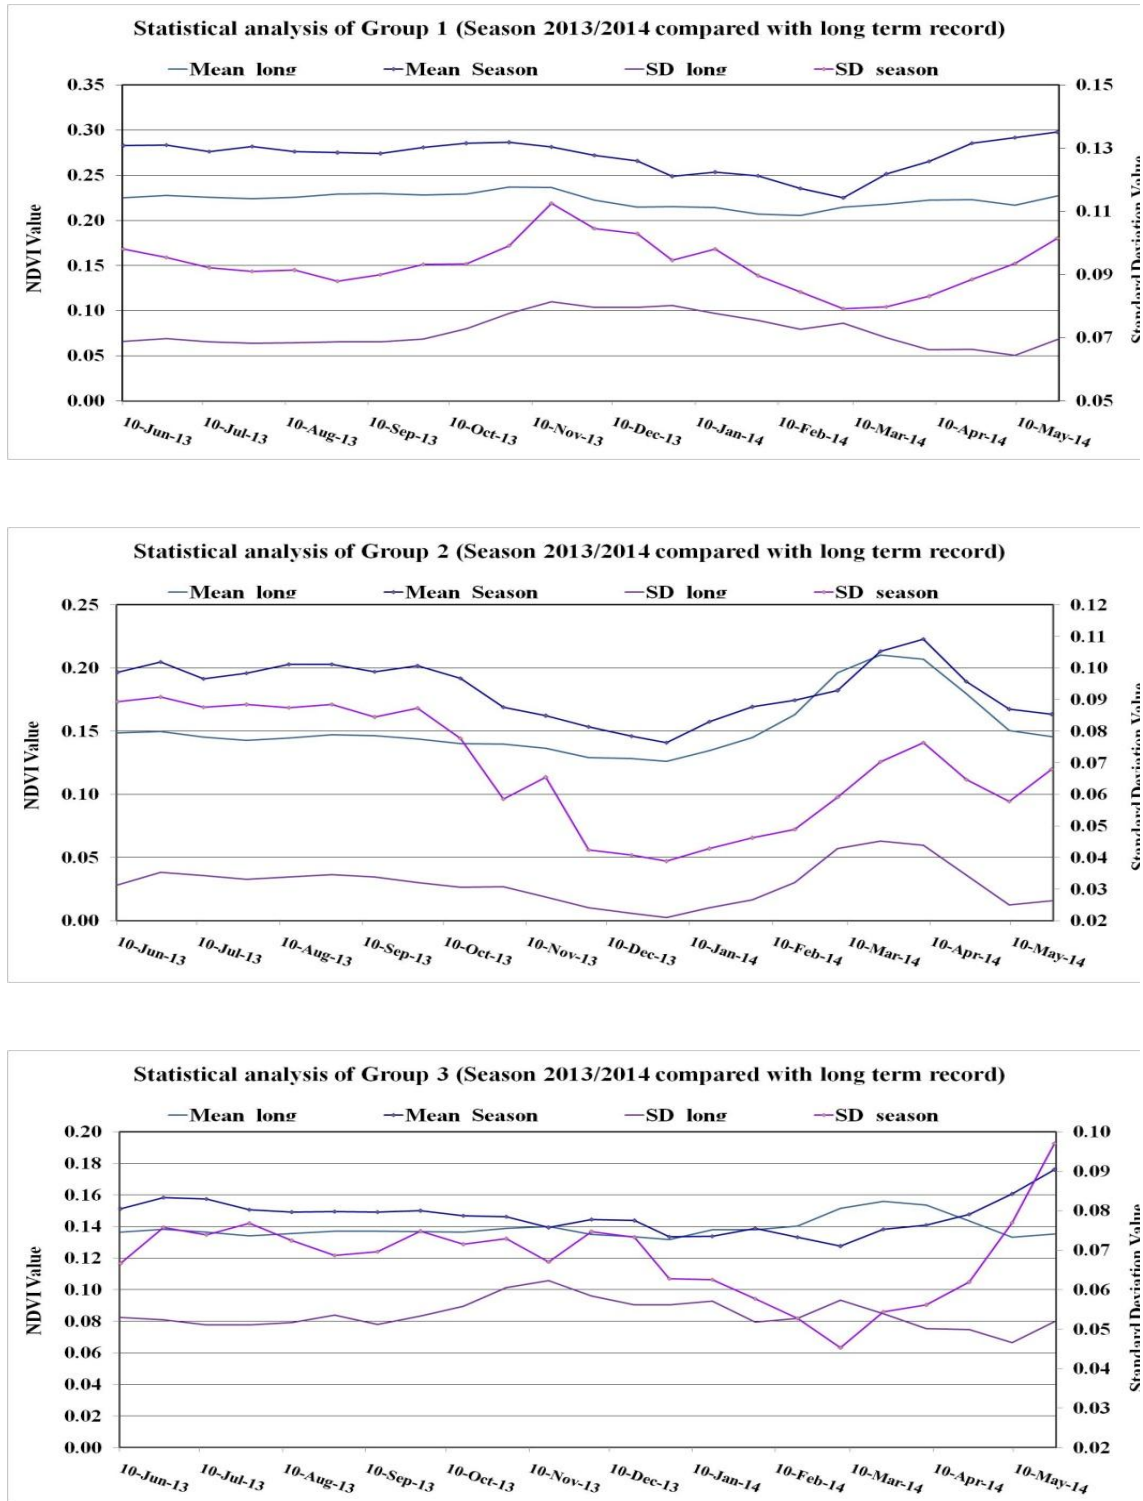 Statistical analysis of Group 1 (Season 2013/2014 compared with long term record)
Mean long Mean Season SD long SD season
0.35 0.15
0.30 0.13
0.25
0.20 0.11
0.15 0.09
0.10 0.07
0.05
0.00 0.05
NDVI Value
Standard Deviation Value
10-Jun-13 10-Jul-13 10-Aug-13 10-Sep-13 10-Oct-13 10-Nov-13 10-Dec-13 10-Jan-14 10-Feb-14 10-Mar-14 10-Apr-14 10-May-14
Statistical analysis of Group 2 (Season 2013/2014 compared with long term record)
Mean long Mean Season SD long SD season
0.25 0.12
0.11
0.20 0.10
0.09
0.15 0.08
0.07
0.10 0.06
0.05
0.05 0.04
0.03
0.00 0.02
NDVI Value
Standard Deviation Value
10-Jun-13 10-Jul-13 10-Aug-13 10-Sep-13 10-Oct-13 10-Nov-13 10-Dec-13 10-Jan-14 10-Feb-14 10-Mar-14 10-Apr-14 10-May-14
Statistical analysis of Group 3 (Season 2013/2014 compared with long term record)
Mean long Mean Season SD long SD season
0.20 0.10
0.18 0.09
0.16
0.14 0.08
0.12 0.07
0.10 0.06
0.08 0.05
0.06 0.04
0.04
0.02 0.03
0.00 0.02
NDVI Value
Standard Deviation Value
10-Jun-13 10-Jul-13 10-Aug-13 10-Sep-13 10-Oct-13 10-Nov-13 10-Dec-13 10-Jan-14 10-Feb-14 10-Mar-14 10-Apr-14 10-May-14